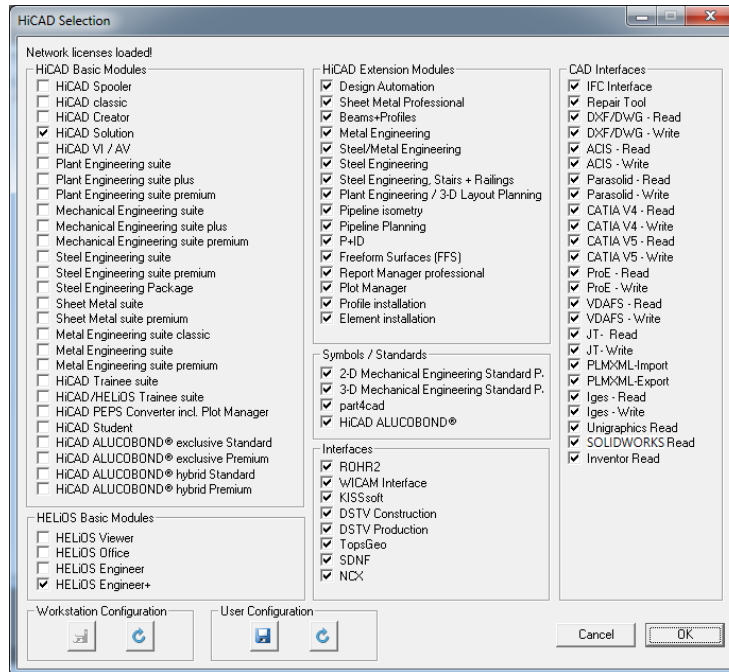 HiCAD Selection
Network licenses loaded!
HiCAD Basic Modules
HiCAD Spooler
HiCAD classic
HiCAD Creator
HiCAD Solution
HiCAD VI / AV
Plant Engineering suite
Plant Engineering suite plus
Plant Engineering suite premium
Mechanical Engineering suite
Mechanical Engineering suite plus
Mechanical Engineering suite premium
Steel Engineering suite
Steel Engineering suite premium
Steel Engineering Package
Sheet Metal suite
Sheet Metal suite premium
Metal Engineering suite classic
Metal Engineering suite
Metal Engineering suite premium
HiCAD Trainee suite
HiCAD/HELiOS Trainee suite
HiCAD PEPS Converter incl. Plot Manager
HiCAD Student
HiCAD ALUCOBOND® exclusive Standard
HiCAD ALUCOBOND® exclusive Premium
HiCAD ALUCOBOND® hybrid Standard
HiCAD ALUCOBOND® hybrid Premium
HELiOS Basic Modules
HELiOS Viewer
HELiOS Office
HELiOS Engineer
HELiOS Engineer+
HiCAD Extension Modules
Design Automation
Sheet Metal Professional
Beams+Profiles
Metal Engineering
Steel/Metal Engineering
Steel Engineering
Steel Engineering, Stairs + Railings
Plant Engineering / 3-D Layout Planning
Pipeline isometry
Pipeline Planning
P+ID
Freeform Surfaces (FFS)
Report Manager professional
Plot Manager
Profile installation
Element installation
Symbols / Standards
2-D Mechanical Engineering Standard P.
3-D Mechanical Engineering Standard P.
part4cad
HiCAD ALUCOBOND®
Interfaces
ROHR2
WICAM Interface
KISSsoft
DSTV Construction
DSTV Production
TopsGeo
SDNF
NCX
CAD Interfaces
IFC Interface
Repair Tool
DXF/DWG - Read
DXF/DWG - Write
ACIS - Read
ACIS - Write
Parasolid - Read
Parasolid - Write
CATIA V4 - Read
CATIA V4 - Write
CATIA V5 - Read
CATIA V5 - Write
ProE - Read
ProE - Write
VDAFS - Read
VDAFS - Write
JT- Read
JT- Write
PLMXML-Import
PLMXML-Export
Iges - Read
Iges - Write
Unigraphics Read
SOLIDWORKS Read
Inventor Read
Workstation Configuration
User Configuration
Cancel
OK